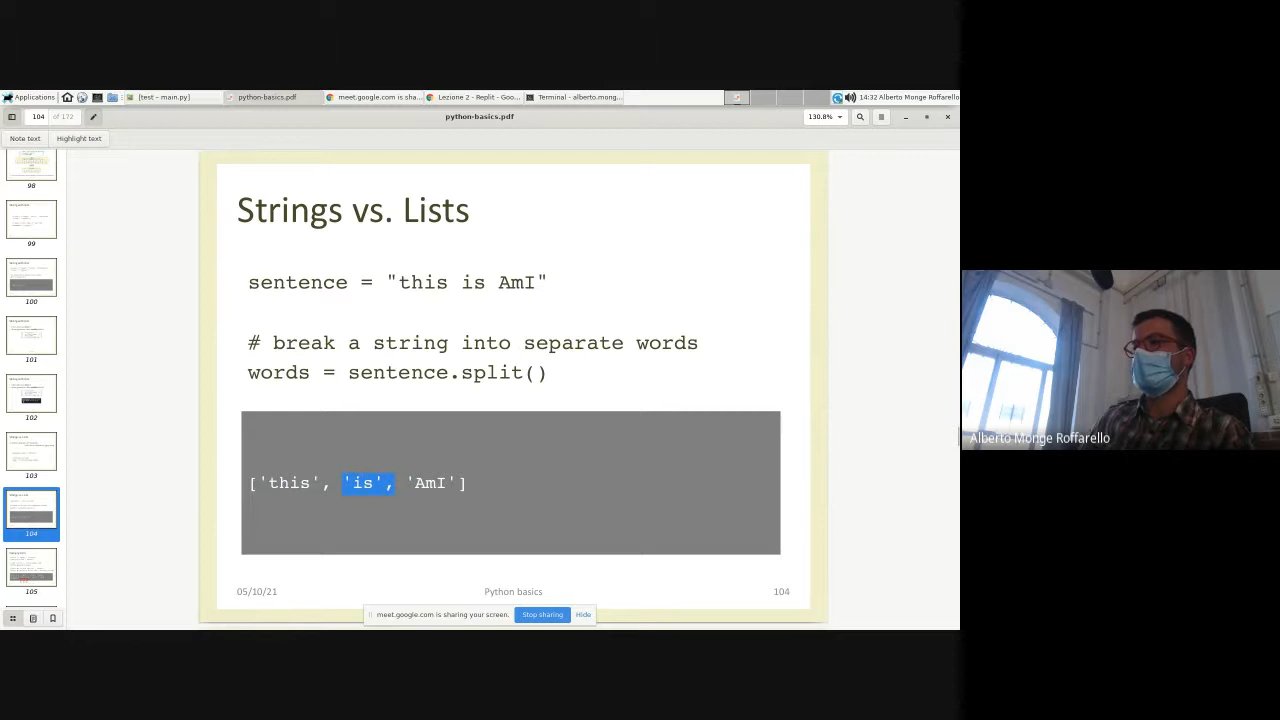 Applications
[test - main.py]
python-basics.pdf
meet.google.com is sha...
Lezione 2 - Replit - Goo...
Terminal - alberto.mong...
14:32 Alberto Monge Roffarello
104 of 172
python-basics.pdf
130.8%
Note text
Highlight text
98
99
100
101
102
103
104
105
Strings vs. Lists
sentence = "this is AmI"
# break a string into separate words
words = sentence.split()
['this', 'is', 'AmI']
05/10/21
Python basics
104
meet.google.com is sharing your screen.
Stop sharing
Hide
Alberto Monge Roffarello